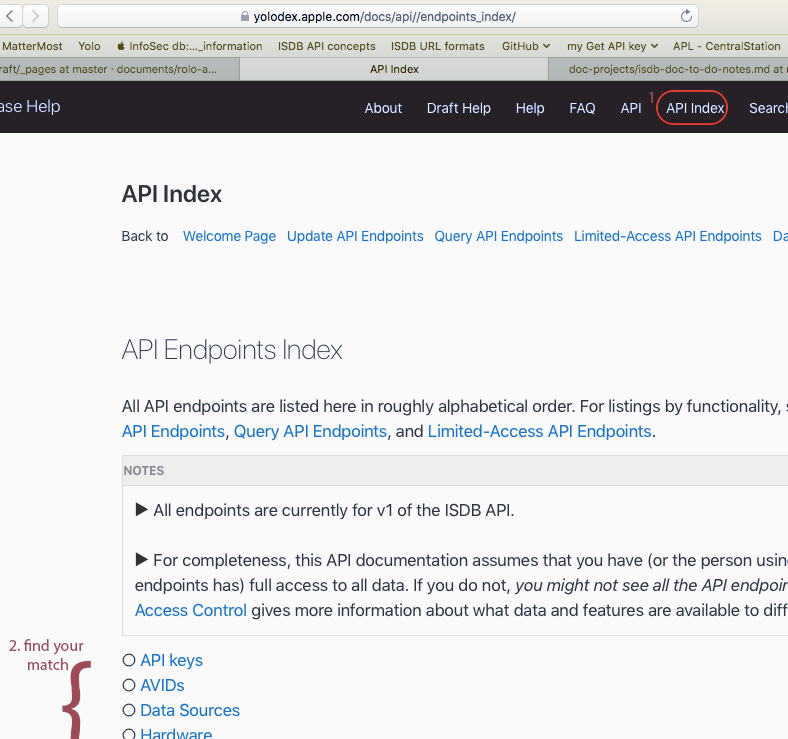 yolodex.apple.com/docs/api//endpoints_index/
MatterMost Yolo InfoSec db:..._information ISDB API concepts ISDB URL formats GitHub my Get API key APL - CentralStation
raft/_pages at master · documents/rolo-a... API Index doc-projects/isdb-doc-to-do-notes.md at
ase Help About Draft Help Help FAQ API 1 API Index Search
API Index
Back to Welcome Page Update API Endpoints Query API Endpoints Limited-Access API Endpoints Da
API Endpoints Index
All API endpoints are listed here in roughly alphabetical order. For listings by functionality, s
API Endpoints, Query API Endpoints, and Limited-Access API Endpoints.
NOTES
▶ All endpoints are currently for v1 of the ISDB API.
▶ For completeness, this API documentation assumes that you have (or the person using
endpoints has) full access to all data. If you do not, you might not see all the API endpoin
Access Control gives more information about what data and features are available to diff
2. find your
match
API keys
AVIDs
Data Sources
Hardware